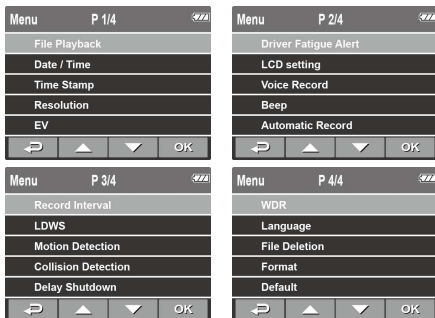 Menu P 1/4
File Playback
Date / Time
Time Stamp
Resolution
EV
OK
Menu P 2/4
Driver Fatigue Alert
LCD setting
Voice Record
Beep
Automatic Record
OK
Menu P 3/4
Record Interval
LDWS
Motion Detection
Collision Detection
Delay Shutdown
OK
Menu P 4/4
WDR
Language
File Deletion
Format
Default
OK